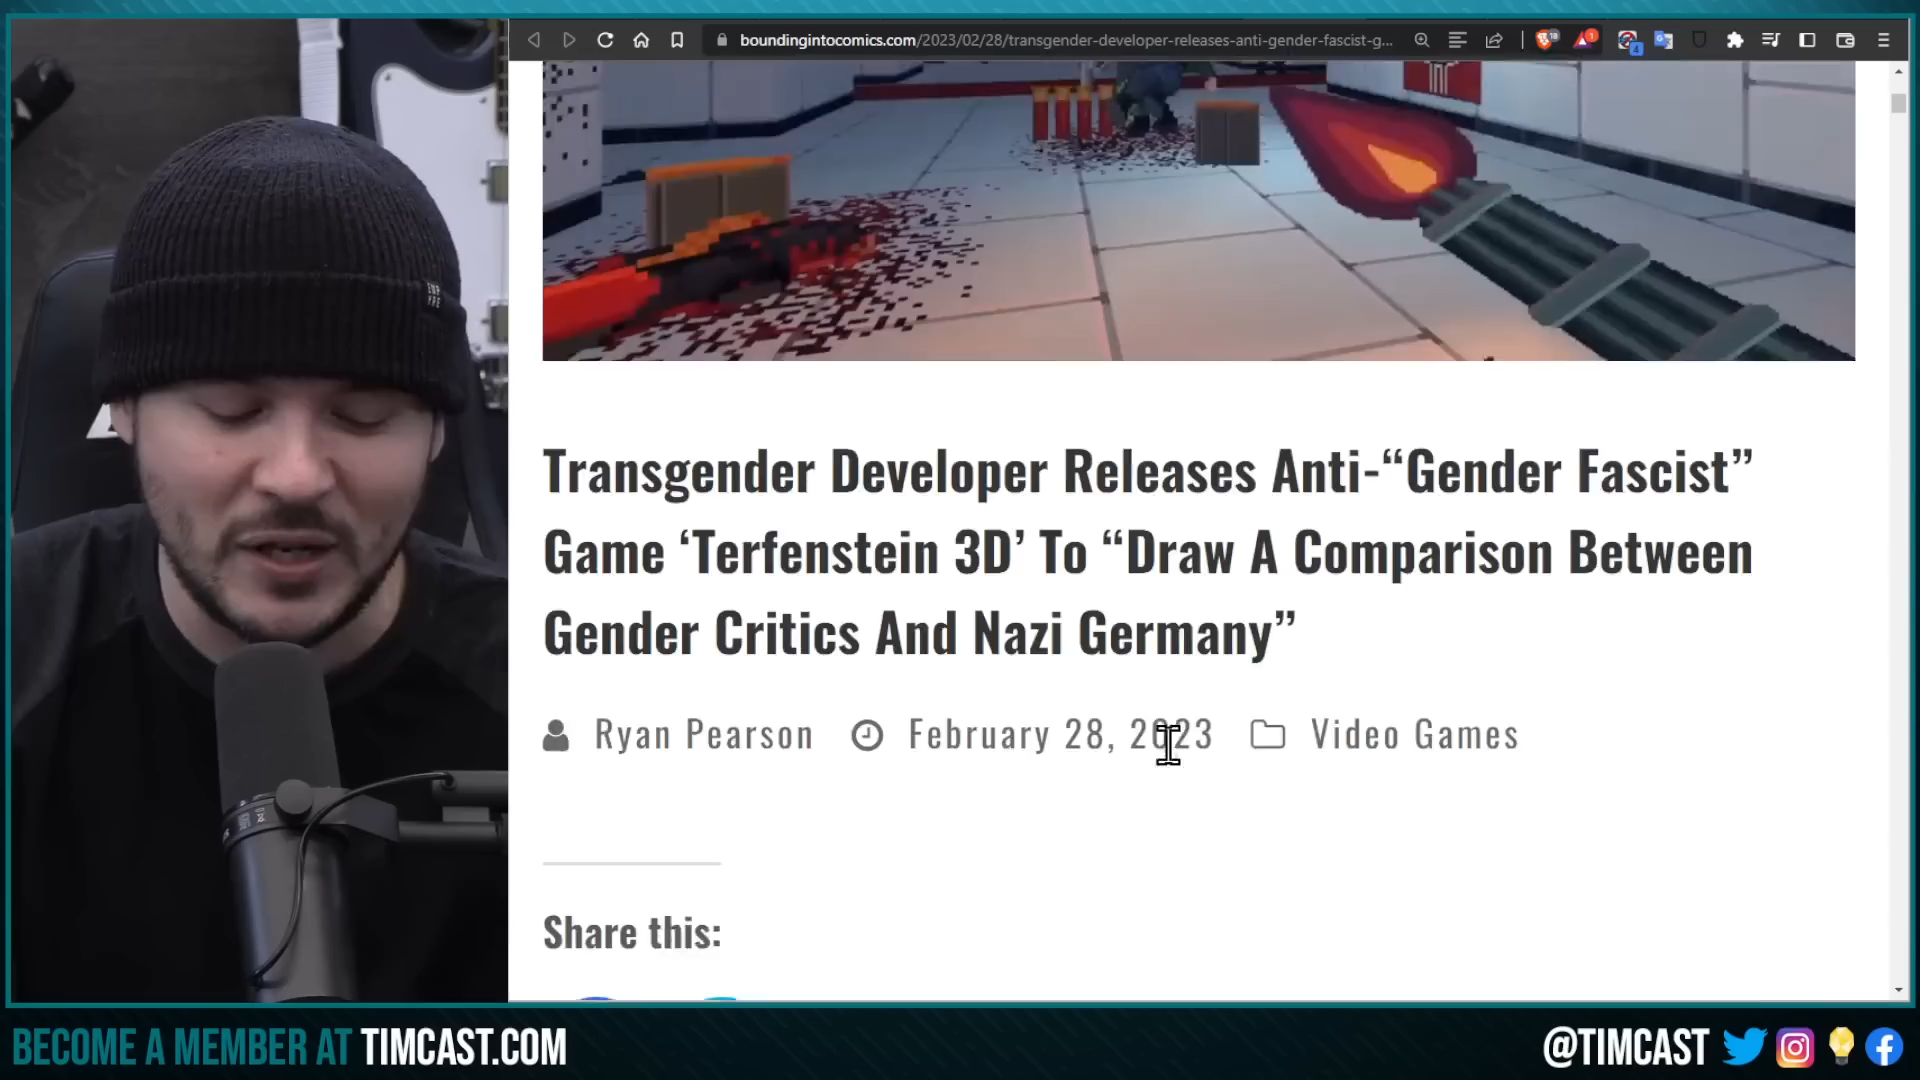 boundingintocomics.com/2023/02/28/transgender-developer-releases-anti-gender-fascist-g...
Transgender Developer Releases Anti-“Gender Fascist”
Game ‘Terfenstein 3D’ To “Draw A Comparison Between
Gender Critics And Nazi Germany”
Ryan Pearson February 28, 2023 Video Games
Share this:
BECOME A MEMBER AT TIMCAST.COM
@TIMCAST